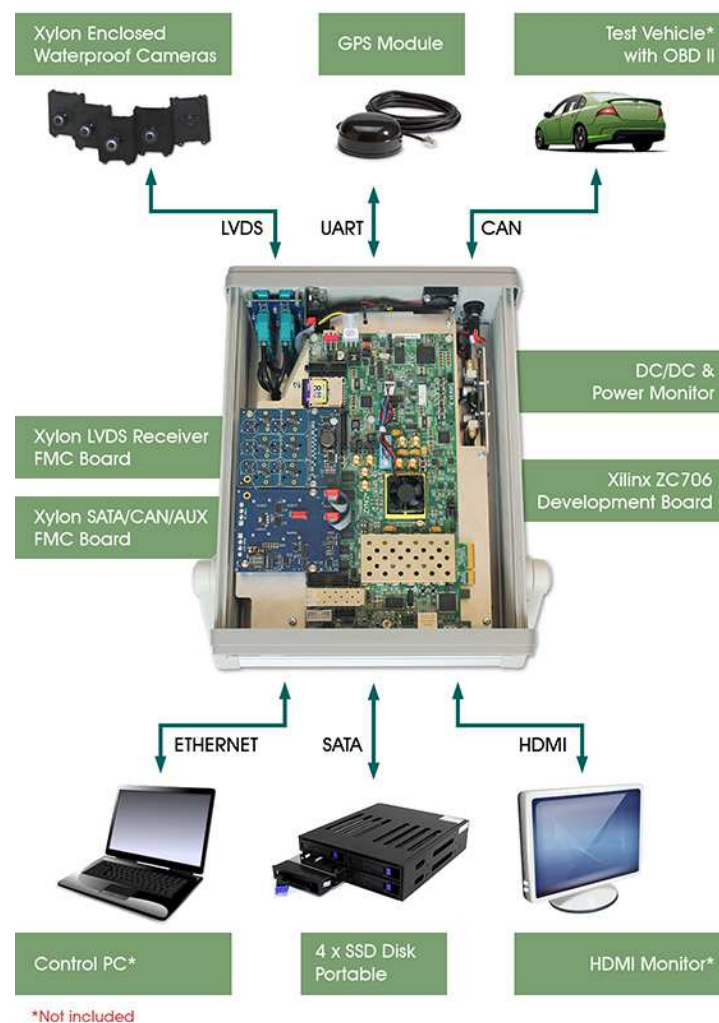 Xylon Enclosed
Waterproof Cameras
GPS Module
Test Vehicle*
with OBD II
LVDS
UART
CAN
DC/DC &
Power Monitor
Xylon LVDS Receiver
FMC Board
Xilinx ZC706
Development Board
Xylon SATA/CAN/AUX
FMC Board
ETHERNET
SATA
HDMI
Control PC*
4 x SSD Disk
Portable
HDMI Monitor*
*Not included